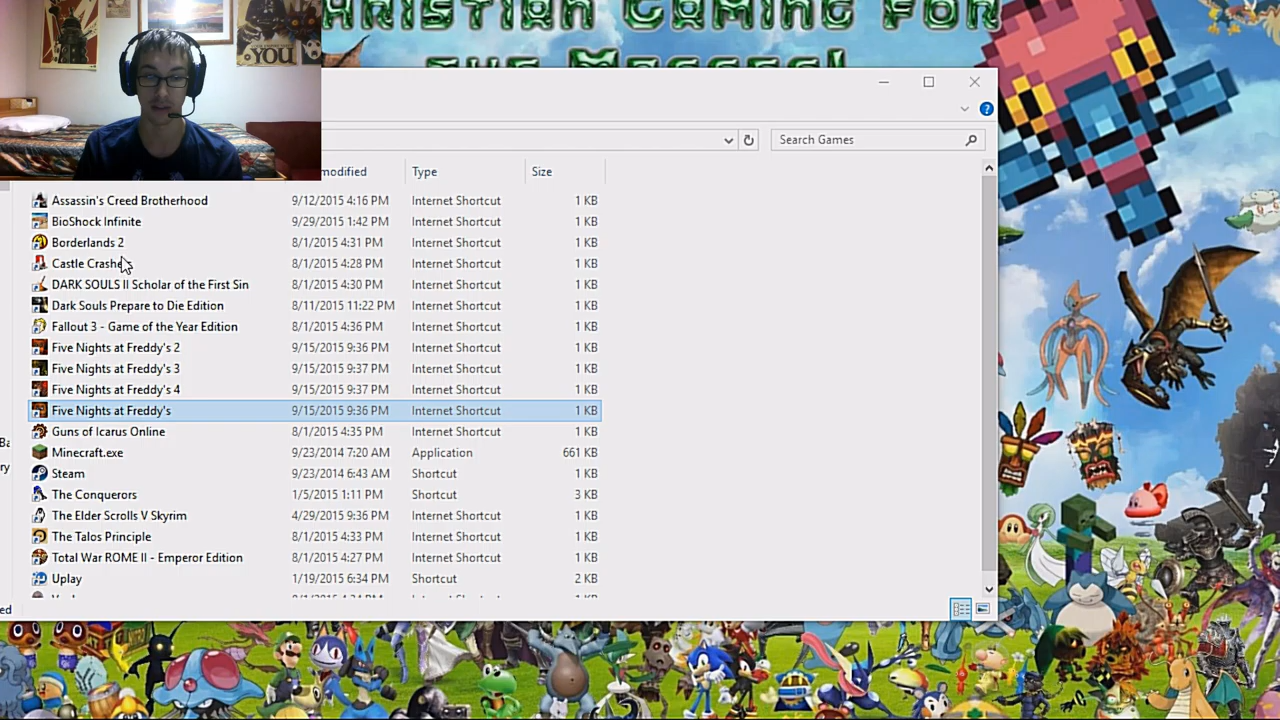 CHRISTIAN GAMING FOR
THE MASSES!
YOU
Search Games
modified Type Size
Assassin's Creed Brotherhood 9/12/2015 4:16 PM Internet Shortcut 1 KB
BioShock Infinite 9/29/2015 1:42 PM Internet Shortcut 1 KB
Borderlands 2 8/1/2015 4:31 PM Internet Shortcut 1 KB
Castle Crash 8/1/2015 4:28 PM Internet Shortcut 1 KB
DARK SOULS II Scholar of the First Sin 8/1/2015 4:30 PM Internet Shortcut 1 KB
Dark Souls Prepare to Die Edition 8/11/2015 11:22 PM Internet Shortcut 1 KB
Fallout 3 - Game of the Year Edition 8/1/2015 4:36 PM Internet Shortcut 1 KB
Five Nights at Freddy's 2 9/15/2015 9:36 PM Internet Shortcut 1 KB
Five Nights at Freddy's 3 9/15/2015 9:37 PM Internet Shortcut 1 KB
Five Nights at Freddy's 4 9/15/2015 9:37 PM Internet Shortcut 1 KB
Five Nights at Freddy's 9/15/2015 9:36 PM Internet Shortcut 1 KB
Guns of Icarus Online 8/1/2015 4:35 PM Internet Shortcut 1 KB
Minecraft.exe 9/23/2014 7:20 AM Application 661 KB
Steam 9/23/2014 6:43 AM Shortcut 1 KB
The Conquerors 1/5/2015 1:11 PM Shortcut 3 KB
The Elder Scrolls V Skyrim 4/29/2015 9:36 PM Internet Shortcut 1 KB
The Talos Principle 8/1/2015 4:33 PM Internet Shortcut 1 KB
Total War ROME II - Emperor Edition 8/1/2015 4:27 PM Internet Shortcut 1 KB
Uplay 1/19/2015 6:34 PM Shortcut 2 KB
ed